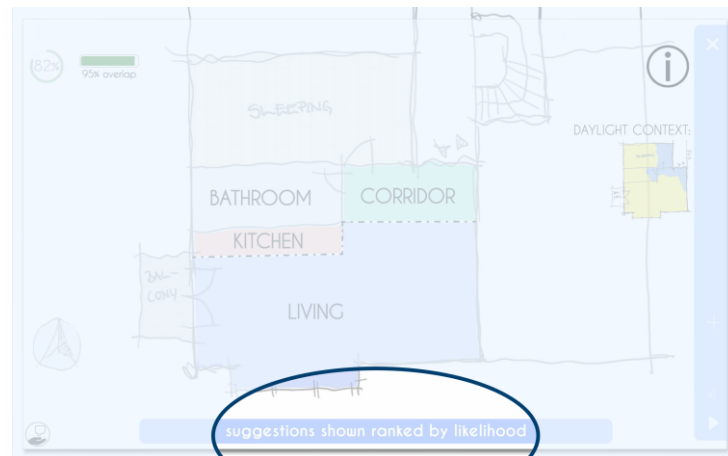 82%
95% overlap
SLEEPING
DAYLIGHT CONTEXT:
BATHROOM
CORRIDOR
KITCHEN
BAL-
CONY
LIVING
suggestions shown ranked by likelihood